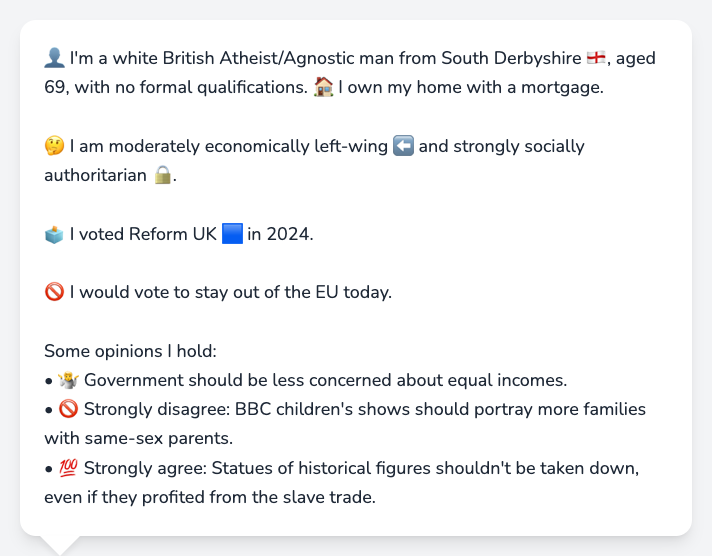 👤 I'm a white British Atheist/Agnostic man from South Derbyshire 🏴󠁧󠁢󠁥󠁮󠁧󠁿, aged
69, with no formal qualifications. 🏠 I own my home with a mortgage.
🤔 I am moderately economically left-wing ⬅️ and strongly socially
authoritarian 🔒.
🗳️ I voted Reform UK 🟦 in 2024.
🚫 I would vote to stay out of the EU today.
Some opinions I hold:
• 🤷 Government should be less concerned about equal incomes.
• 🚫 Strongly disagree: BBC children's shows should portray more families
with same-sex parents.
• 💯 Strongly agree: Statues of historical figures shouldn't be taken down,
even if they profited from the slave trade.